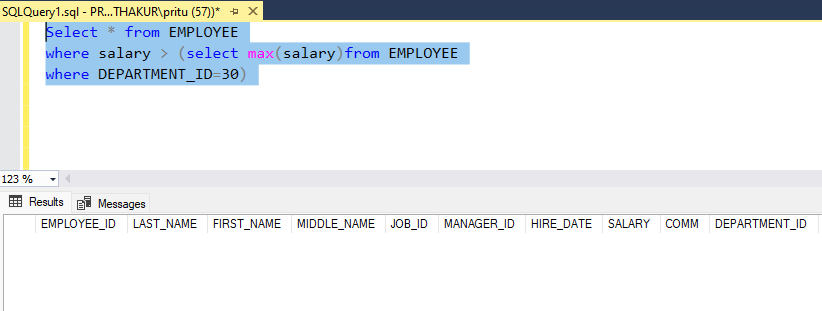 SQLQuery1.sql - PR...THAKUR\pritu (57))*
Select * from EMPLOYEE
where salary > (select max(salary)from EMPLOYEE
where DEPARTMENT_ID=30)
123 %
Results Messages
EMPLOYEE_ID LAST_NAME FIRST_NAME MIDDLE_NAME JOB_ID MANAGER_ID HIRE_DATE SALARY COMM DEPARTMENT_ID